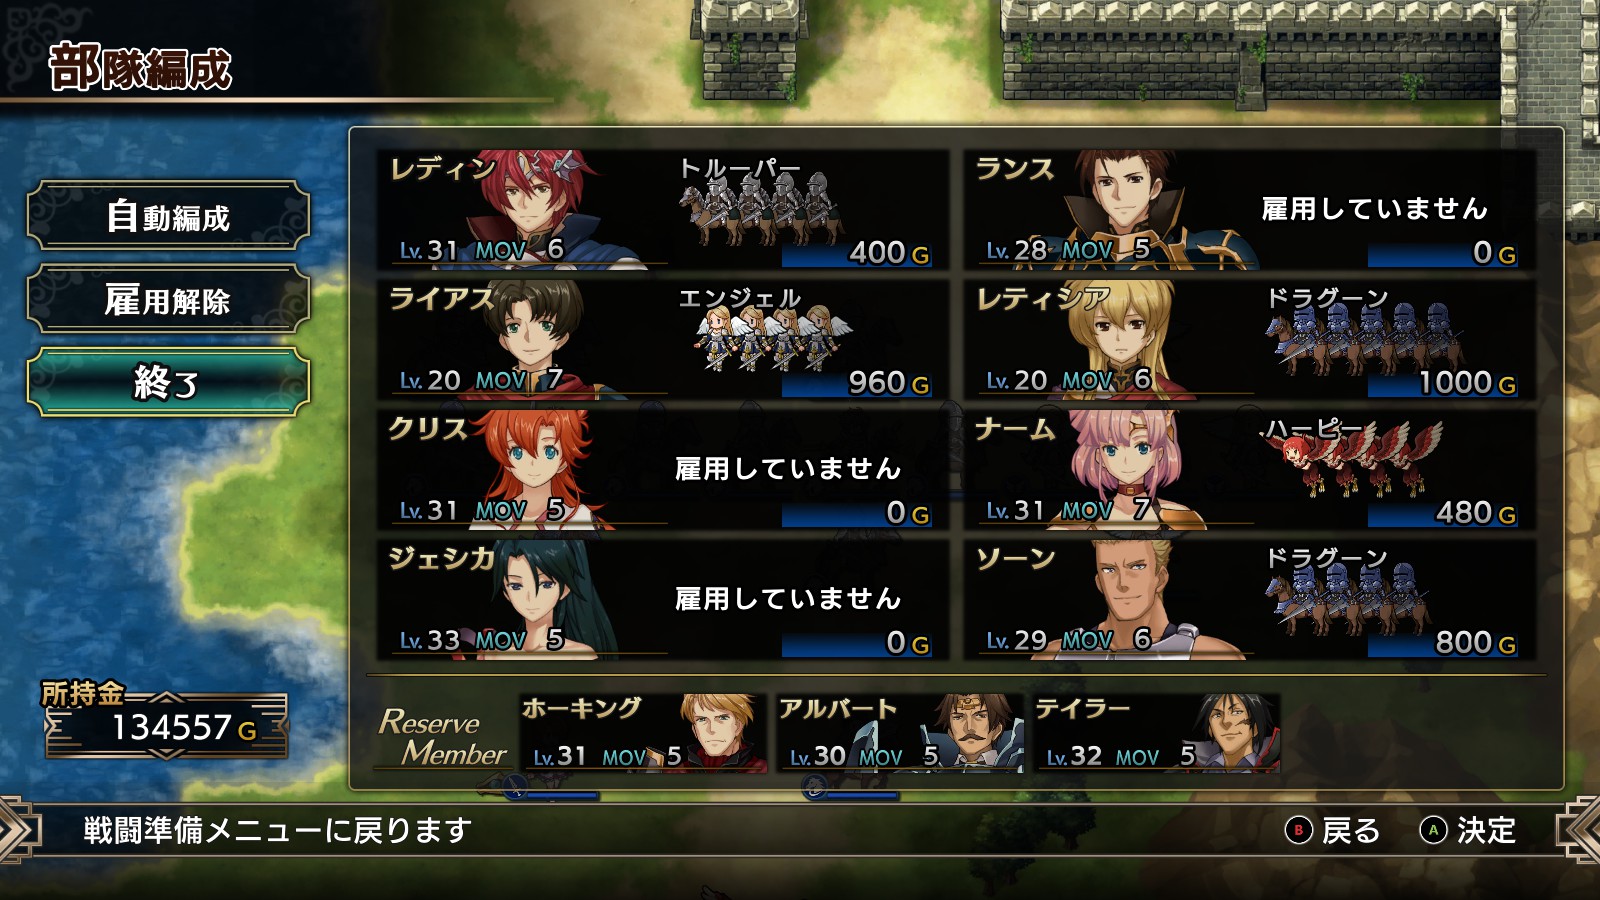 部隊編成
自動編成
雇用解除
終了
所持金
134557 G
レディン
トルーパー
Lv.31 MOV 6
400 G
ランス
雇用していません
Lv.28 MOV 5
0 G
ライアス
エンジェル
Lv.20 MOV 7
960 G
レティシア
ドラグーン
Lv.20 MOV 6
1000 G
クリス
雇用していません
Lv.31 MOV 5
0 G
ナーム
ハーピー
Lv.31 MOV 7
480 G
ジェシカ
雇用していません
Lv.33 MOV 5
0 G
ソーン
ドラグーン
Lv.29 MOV 6
800 G
Reserve
Member
ホーキング
Lv.31 MOV 5
アルバート
Lv.30 MOV 5
テイラー
Lv.32 MOV 5
戦闘準備メニューに戻ります
B 戻る A 決定